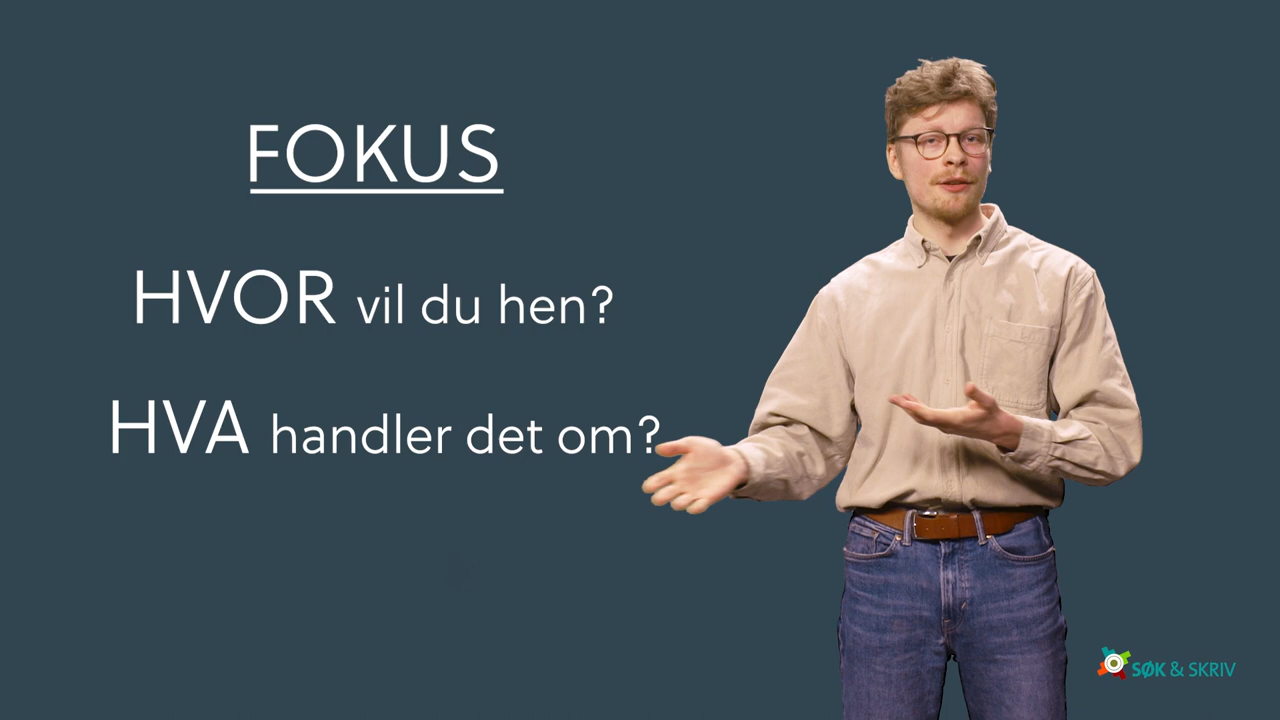 FOKUS
HVOR vil du hen?
HVA handler det om?
SØK & SKRIV